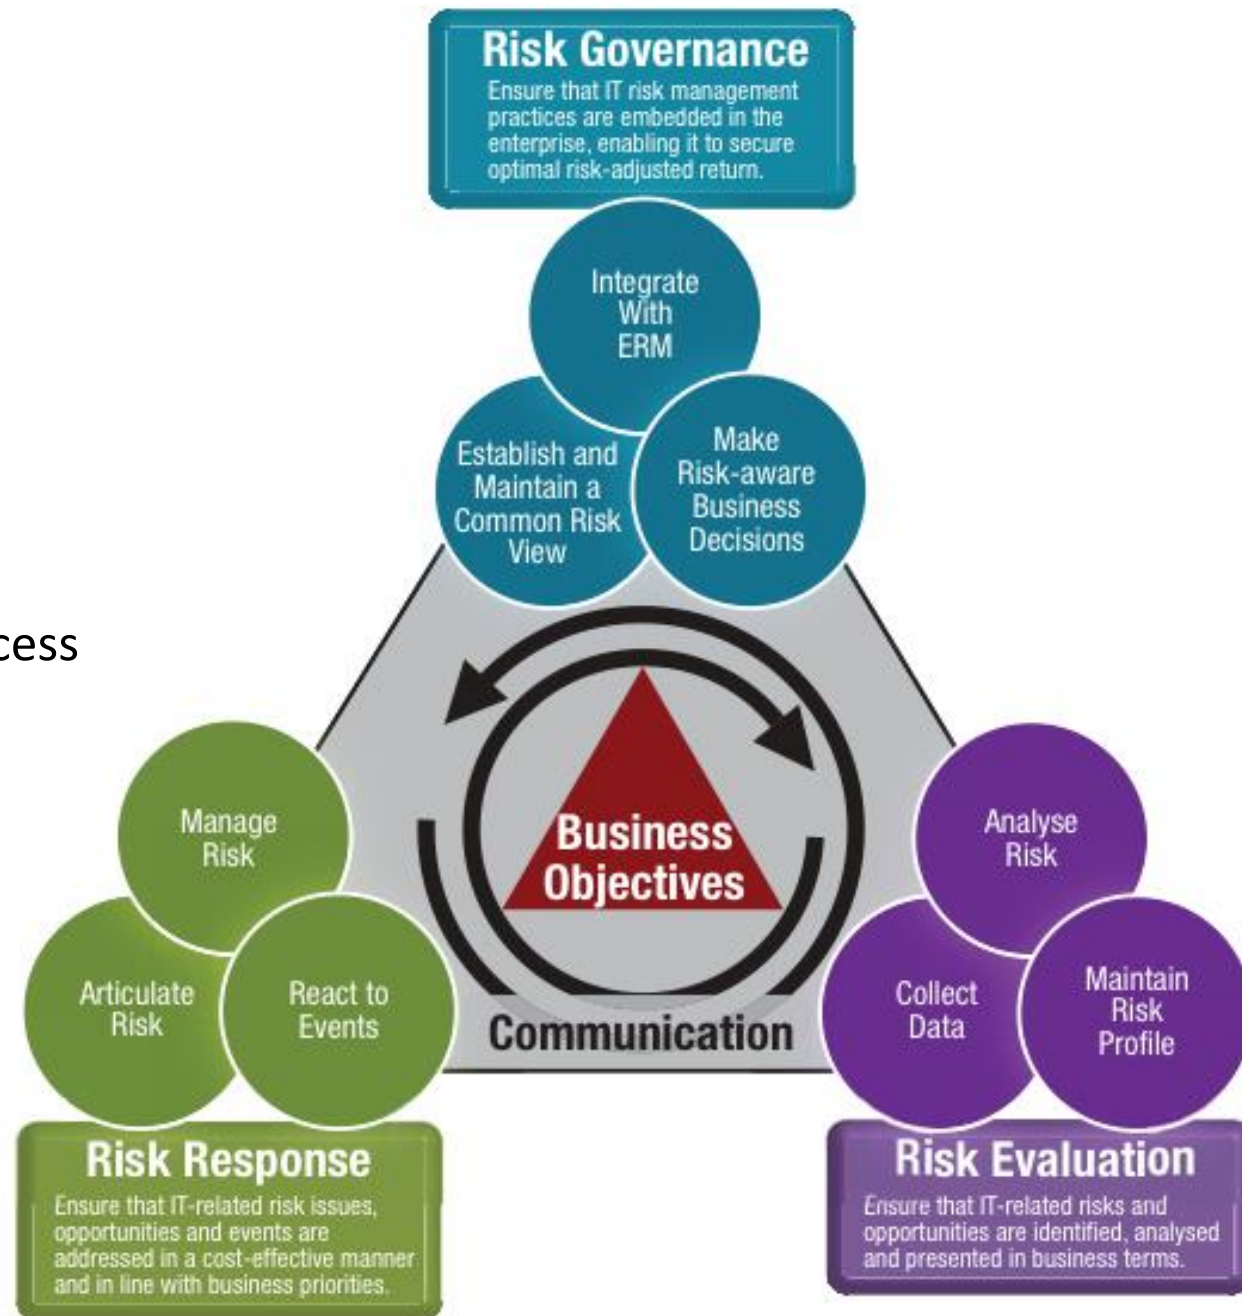 Risk Governance
Ensure that IT risk management
practices are embedded in the
enterprise, enabling it to secure
optimal risk-adjusted return.
Integrate
With
ERM
Establish and
Maintain a
Common Risk
View
Make
Risk-aware
Business
Decisions
cess
Manage
Risk
Articulate
Risk
React to
Events
Business
Objectives
Communication
Analyse
Risk
Collect
Data
Maintain
Risk
Profile
Risk Response
Ensure that IT-related risk issues,
opportunities and events are
addressed in a cost-effective manner
and in line with business priorities.
Risk Evaluation
Ensure that IT-related risks and
opportunities are identified, analysed
and presented in business terms.